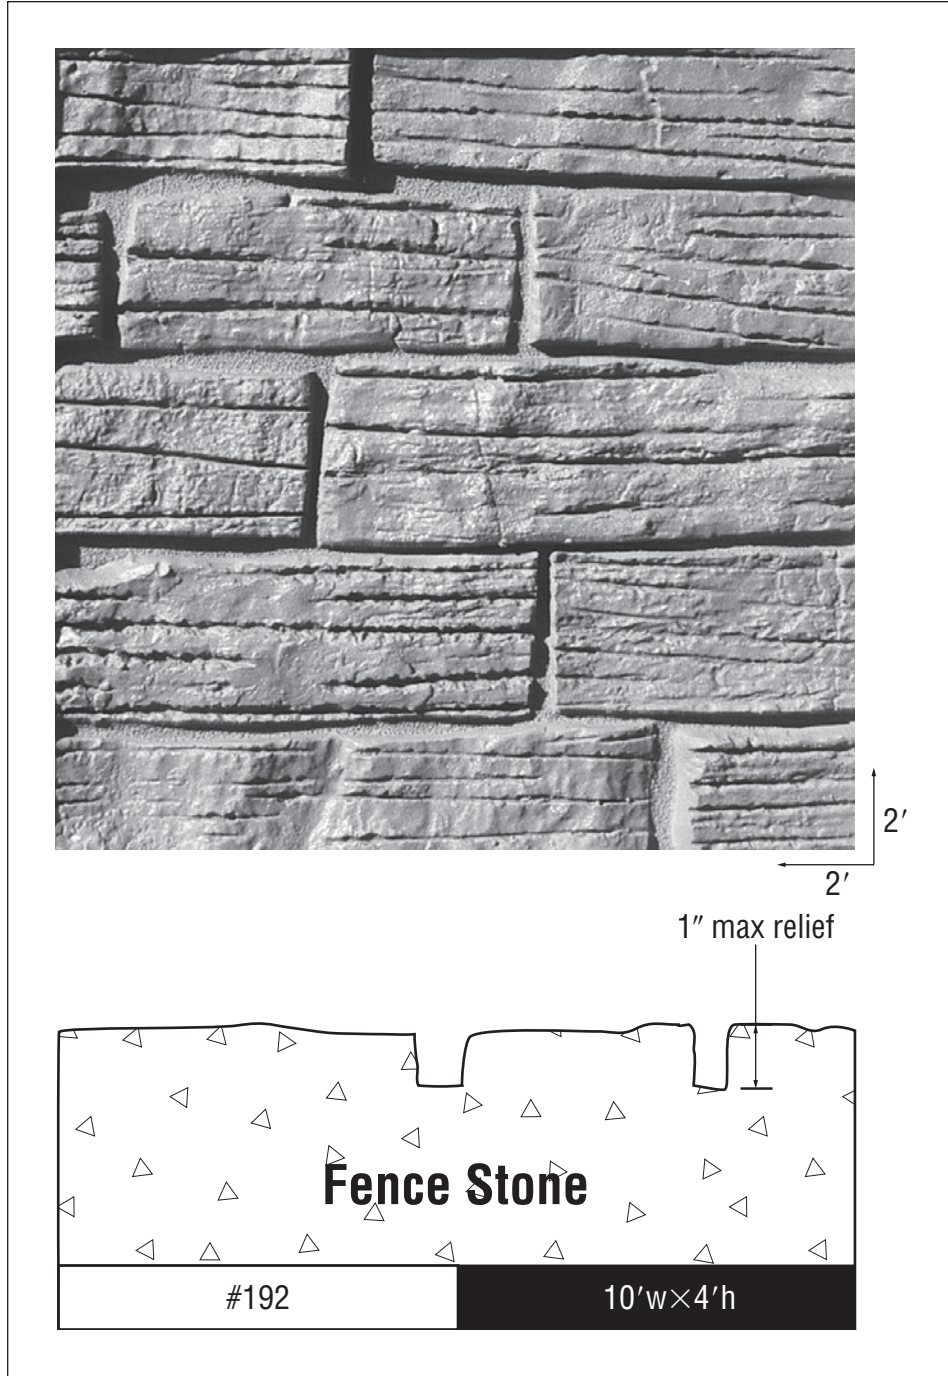 2′
2′
1″ max relief
Fence Stone
#192
10′w×4′h